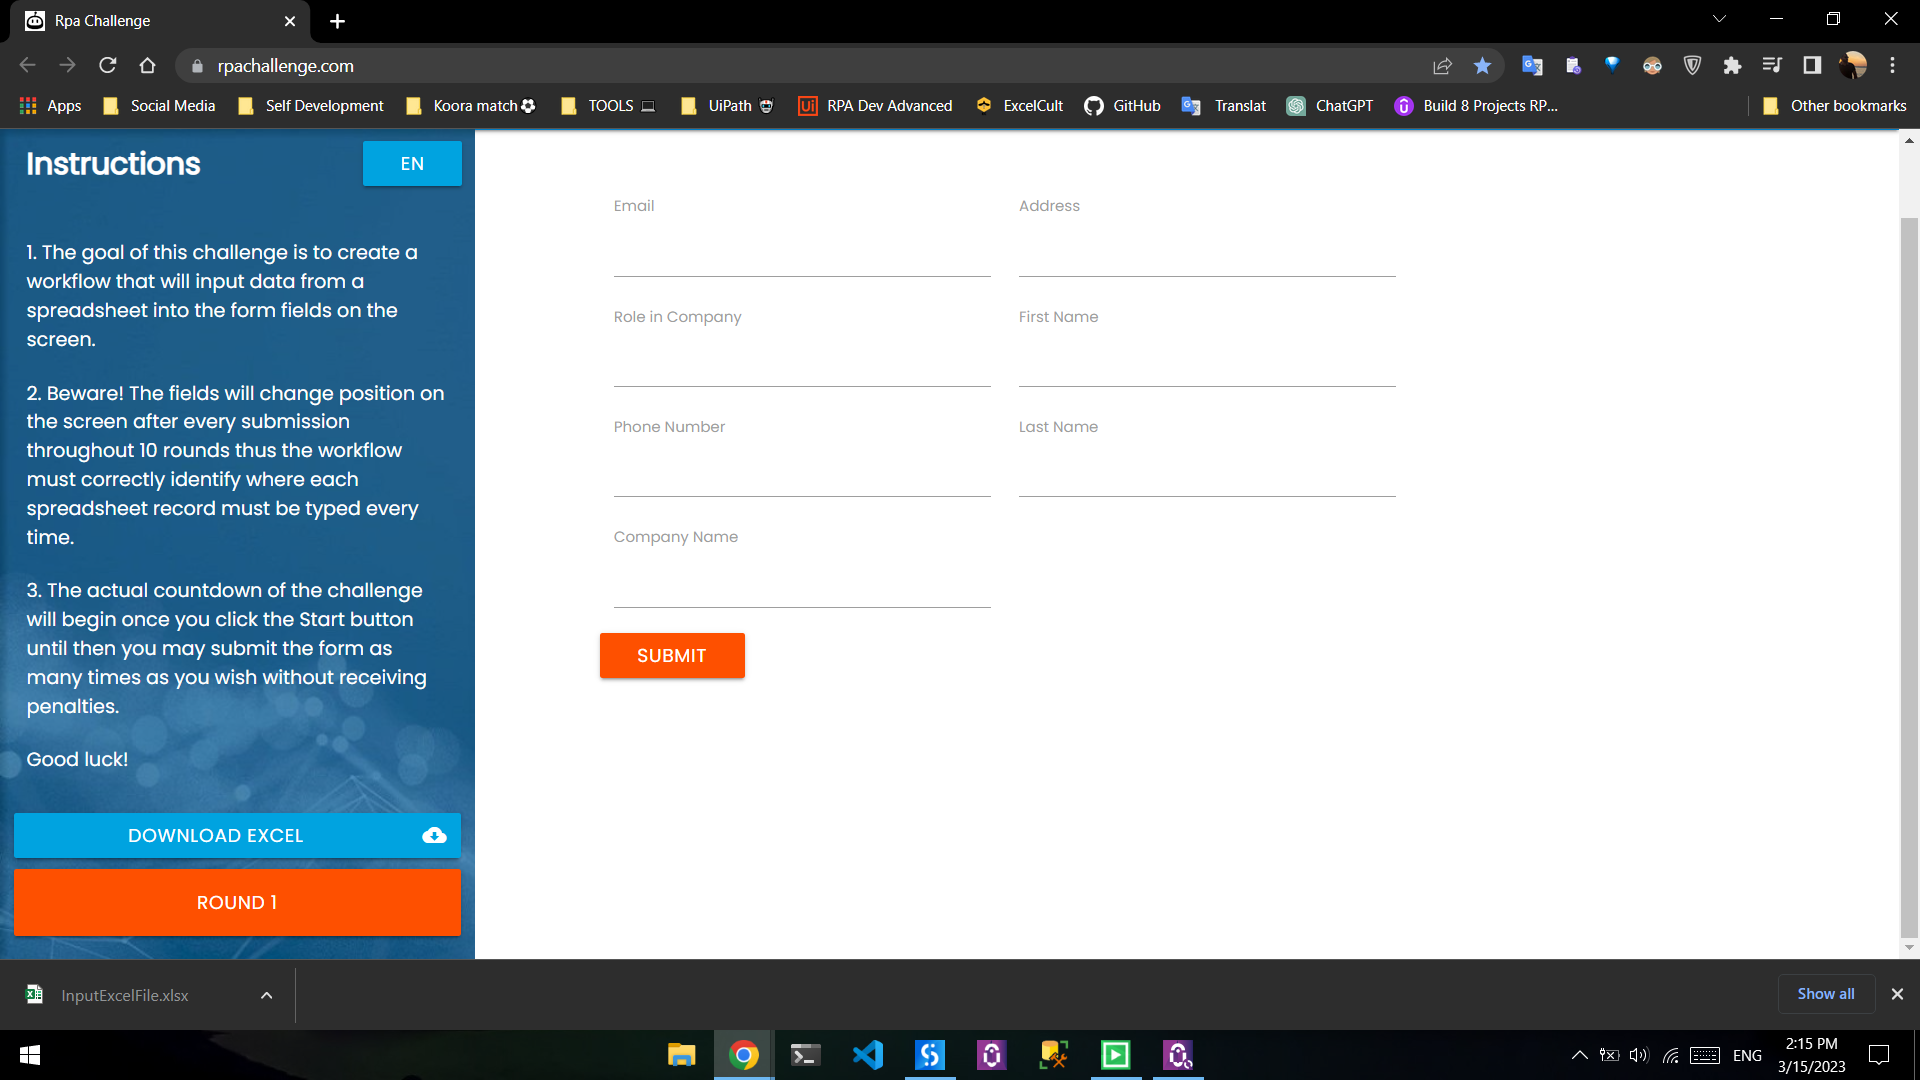 Rpa Challenge
rpachallenge.com
Apps Social Media Self Development Koora match TOOLS UiPath RPA Dev Advanced ExcelCult GitHub Translat ChatGPT Build 8 Projects RP... Other bookmarks
Instructions
EN
1. The goal of this challenge is to create a
workflow that will input data from a
spreadsheet into the form fields on the
screen.
2. Beware! The fields will change position on
the screen after every submission
throughout 10 rounds thus the workflow
must correctly identify where each
spreadsheet record must be typed every
time.
3. The actual countdown of the challenge
will begin once you click the Start button
until then you may submit the form as
many times as you wish without receiving
penalties.
Good luck!
DOWNLOAD EXCEL
ROUND 1
Email Address
Role in Company First Name
Phone Number Last Name
Company Name
SUBMIT
InputExcelFile.xlsx
Show all
ENG
2:15 PM
3/15/2023